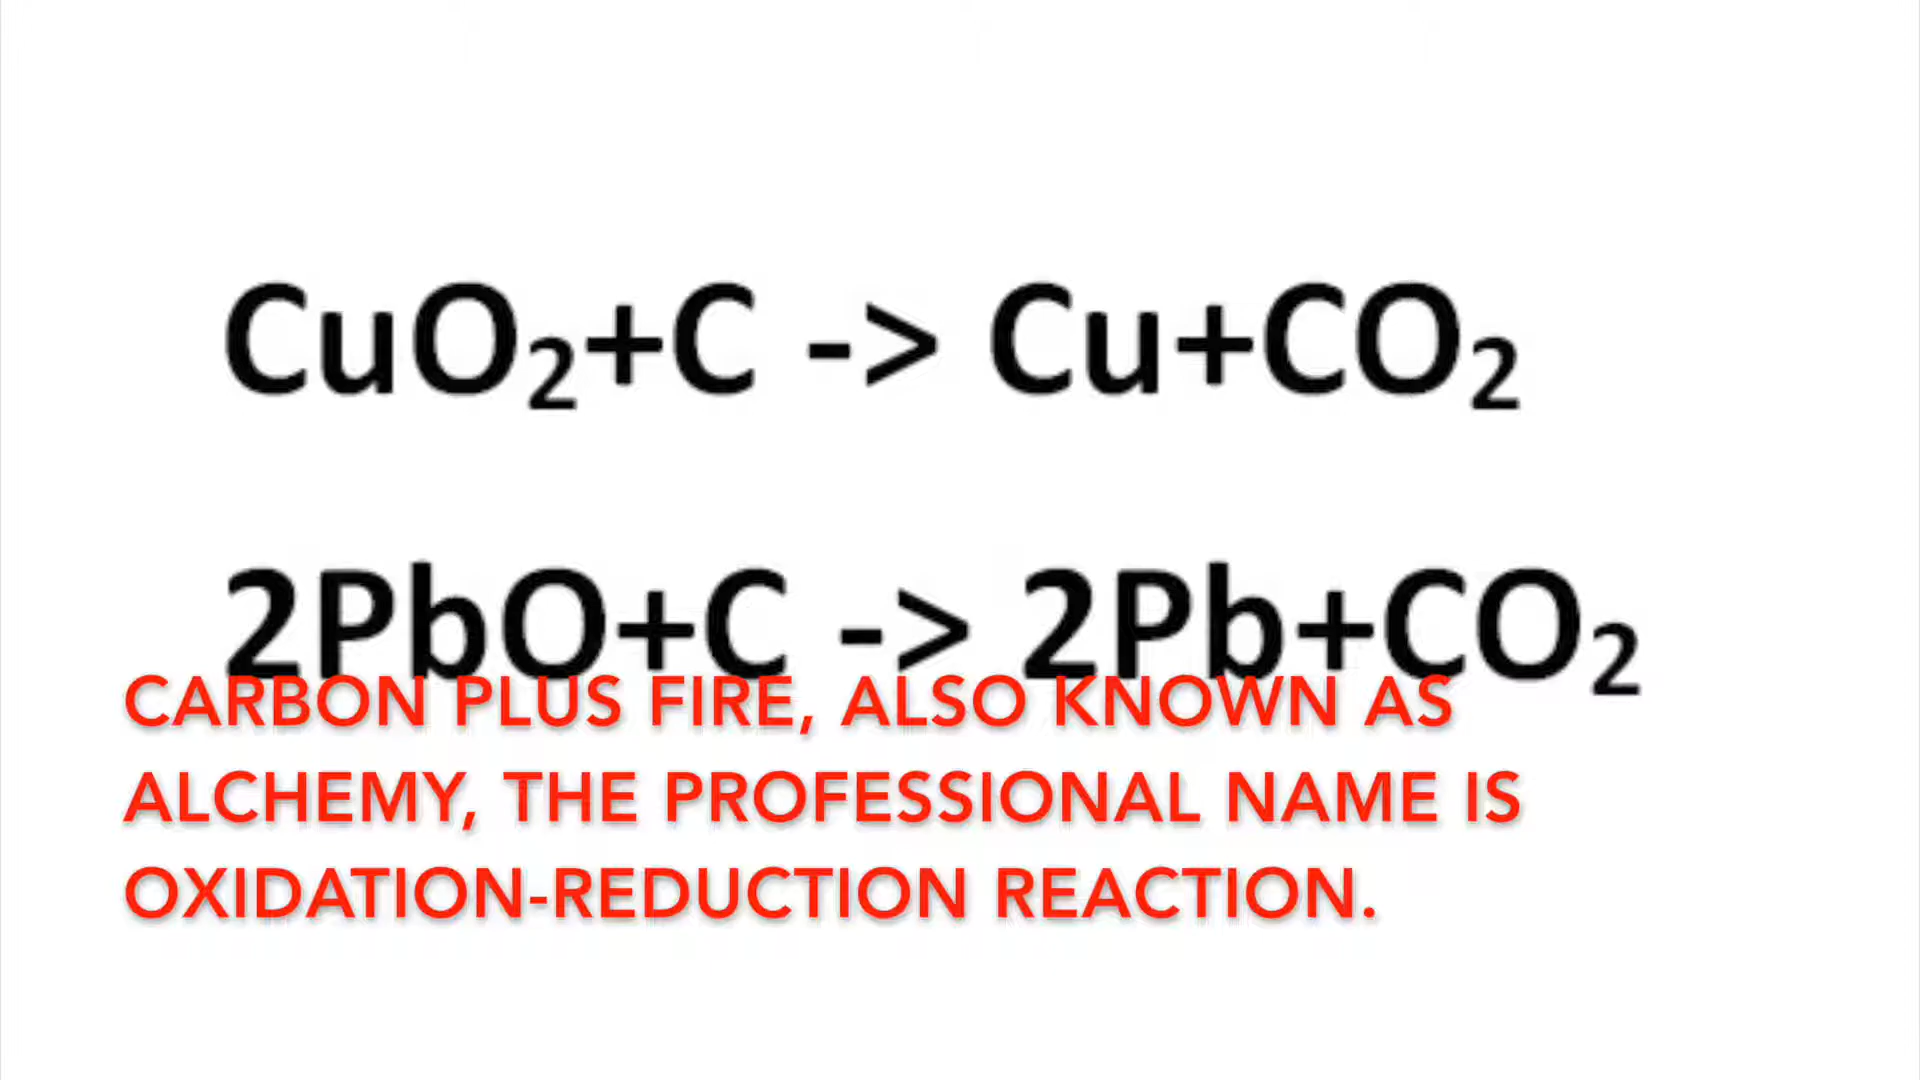 CuO₂+C -> Cu+CO₂
2PbO+C -> 2Pb+CO₂
CARBON PLUS FIRE, ALSO KNOWN AS
ALCHEMY, THE PROFESSIONAL NAME IS
OXIDATION-REDUCTION REACTION.